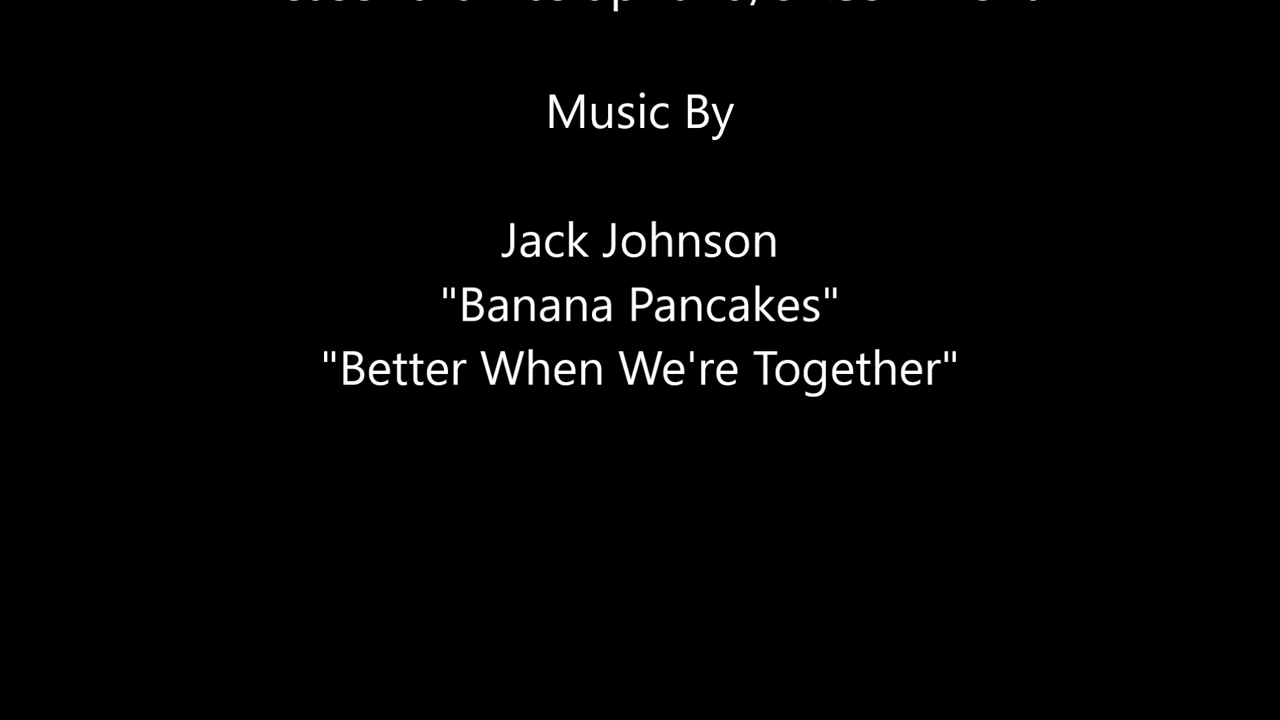 Music By
Jack Johnson
"Banana Pancakes"
"Better When We're Together"